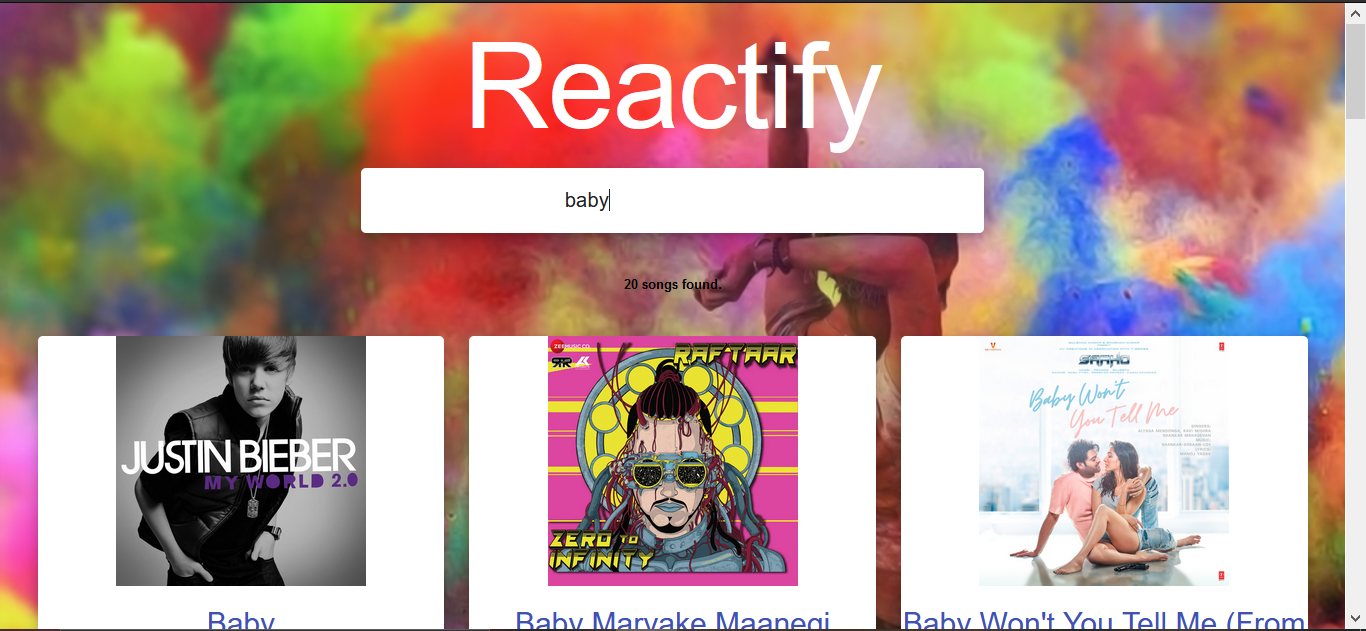 Reactify
baby
20 songs found.
JUSTIN BIEBER
MY WORLD 2.0
ZEE MUSIC CO.
RAFTAAR
ZERO TO
INFINITY
SAAHO
Baby Won't
You Tell Me
Baby
Baby Marvake Maanegi
Baby Won't You Tell Me (From